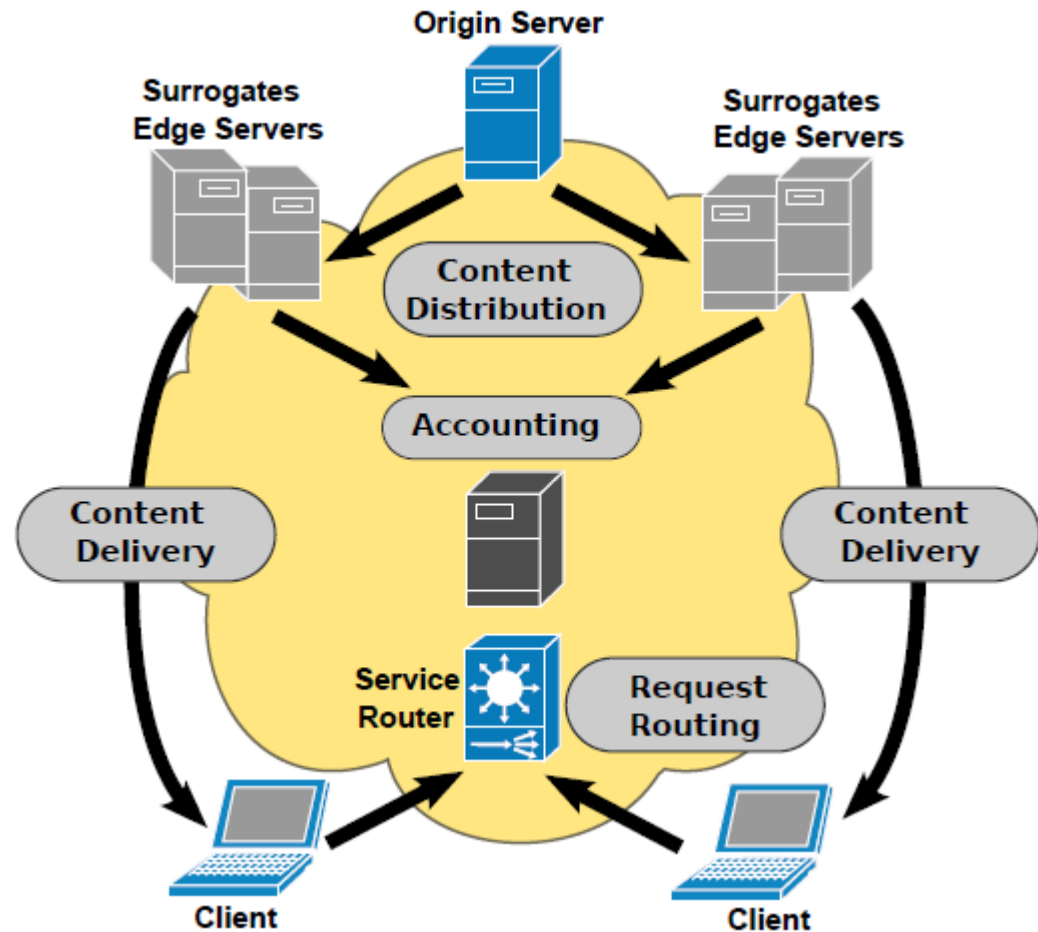 Origin Server
Surrogates
Edge Servers
Surrogates
Edge Servers
Content
Distribution
Accounting
Content
Delivery
Content
Delivery
Service
Router
Request
Routing
Client
Client